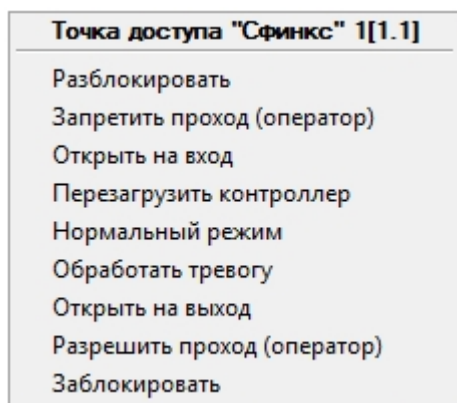 Точка доступа "Сфинкс" 1[1.1]
Разблокировать
Запретить проход (оператор)
Открыть на вход
Перезагрузить контроллер
Нормальный режим
Обработать тревогу
Открыть на выход
Разрешить проход (оператор)
Заблокировать